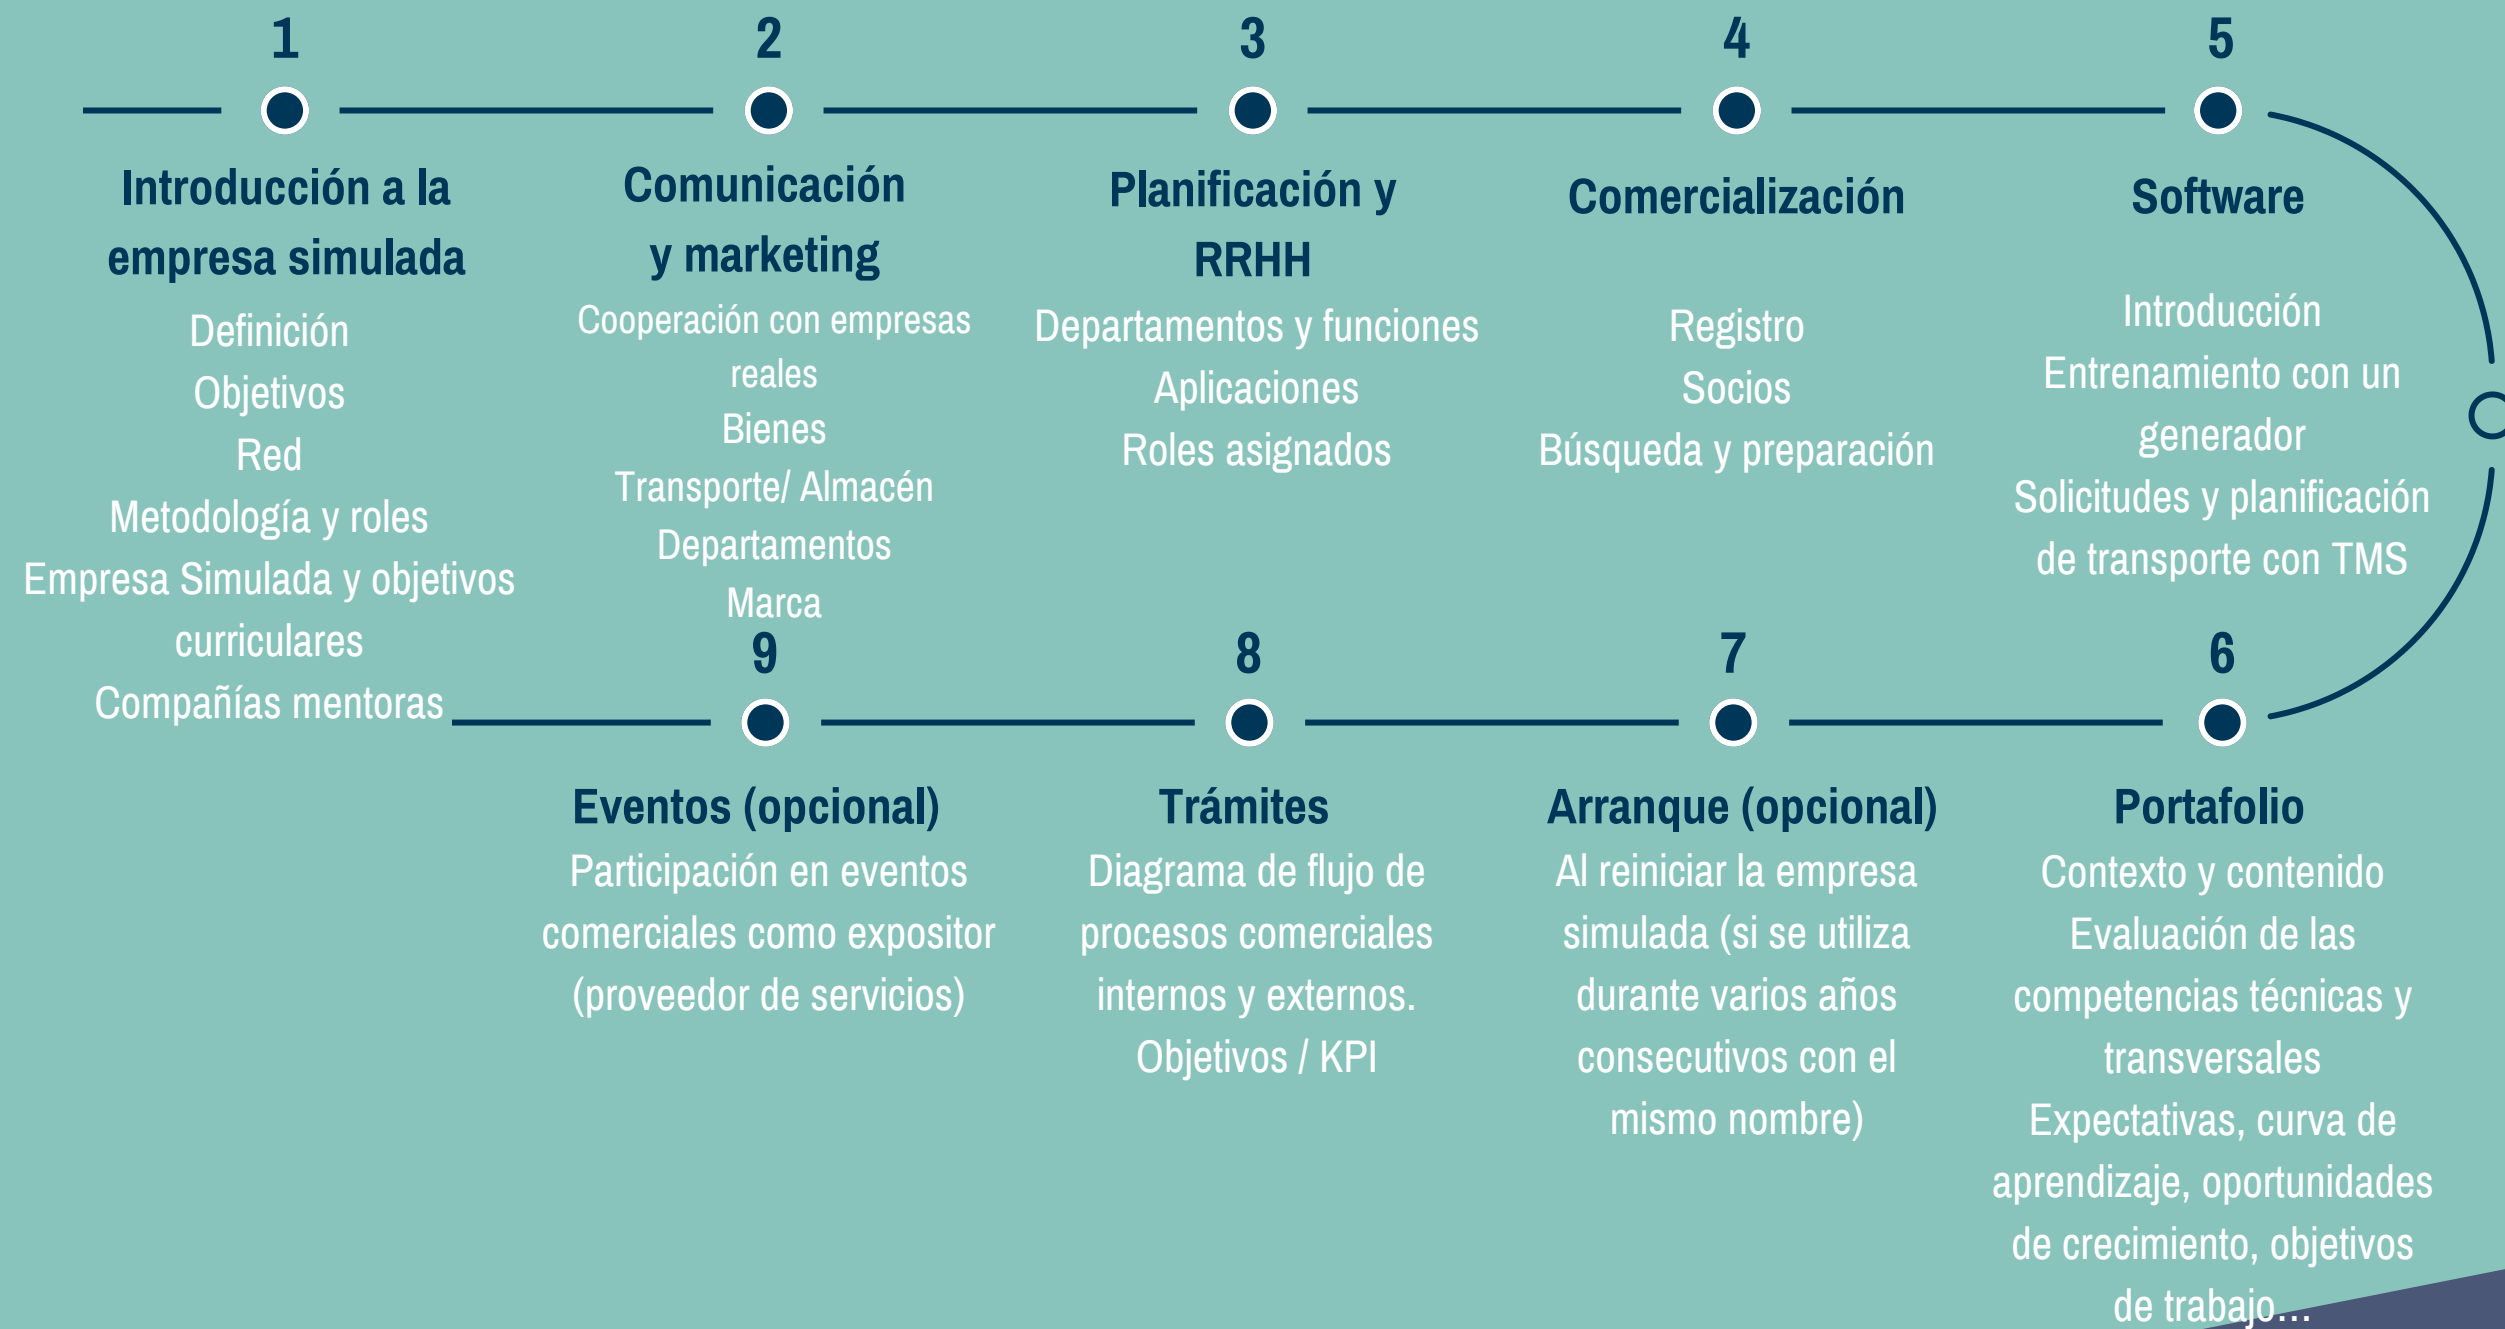 1
Introducción a la
empresa simulada
Definición
Objetivos
Red
Metodología y roles
Empresa Simulada y objetivos
curriculares
Compañías mentoras
2
Comunicación
y marketing
Cooperación con empresas
reales
Bienes
Transporte/ Almacén
Departamentos
Marca
3
Planificación y
RRHH
Departamentos y funciones
Aplicaciones
Roles asignados
4
Comercialización
Registro
Socios
Búsqueda y preparación
5
Software
Introducción
Entrenamiento con un
generador
Solicitudes y planificación
de transporte con TMS
6
Portafolio
Contexto y contenido
Evaluación de las
competencias técnicas y
transversales
Expectativas, curva de
aprendizaje, oportunidades
de crecimiento, objetivos
de trabajo...
7
Arranque (opcional)
Al reiniciar la empresa
simulada (si se utiliza
durante varios años
consecutivos con el
mismo nombre)
8
Trámites
Diagrama de flujo de
procesos comerciales
internos y externos.
Objetivos / KPI
9
Eventos (opcional)
Participación en eventos
comerciales como expositor
(proveedor de servicios)